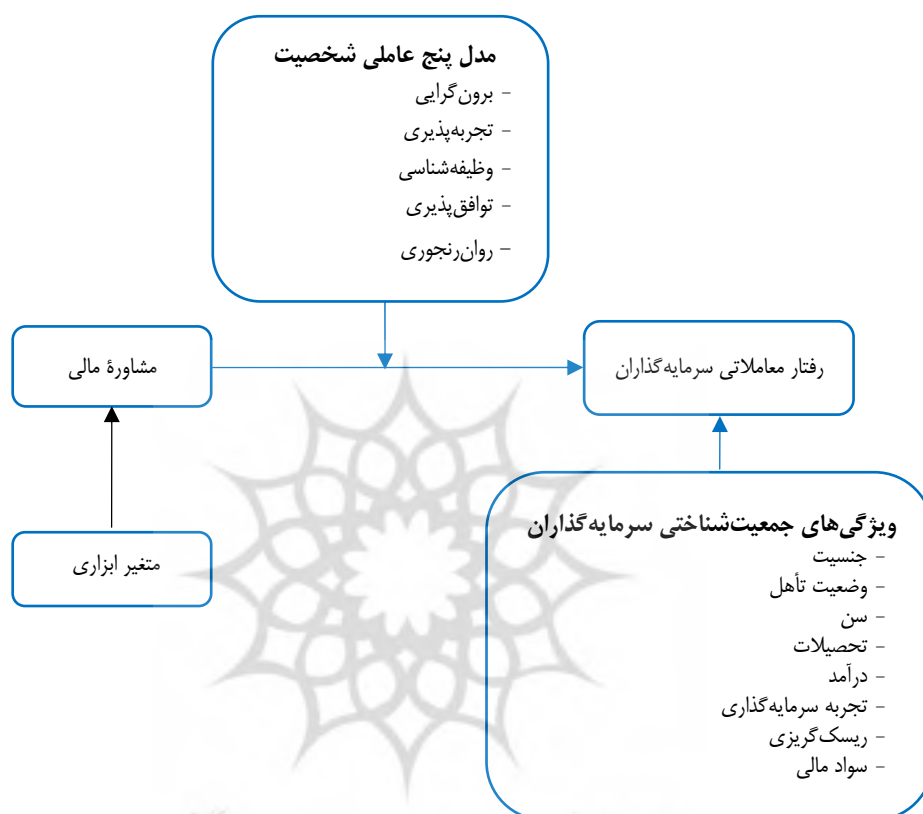 مدل پنج عاملی شخصیت
- برون‌گرایی
- تجربه‌پذیری
- وظیفه‌شناسی
- توافق‌پذیری
- روان‌رنجوری
رفتار معاملاتی سرمایه‌گذاران
مشاورهٔ مالی
متغیر ابزاری
ویژگی‌های جمعیت‌شناختی سرمایه‌گذاران
- جنسیت
- وضعیت تأهل
- سن
- تحصیلات
- درآمد
- تجربه سرمایه‌گذاری
- ریسک‌گریزی
- سواد مالی